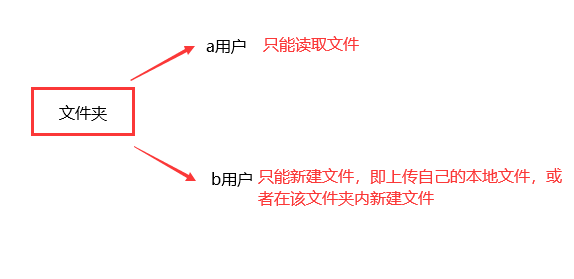 a用户 只能读取文件
文件夹
b用户 只能新建文件，即上传自己的本地文件，或
者在该文件夹内新建文件